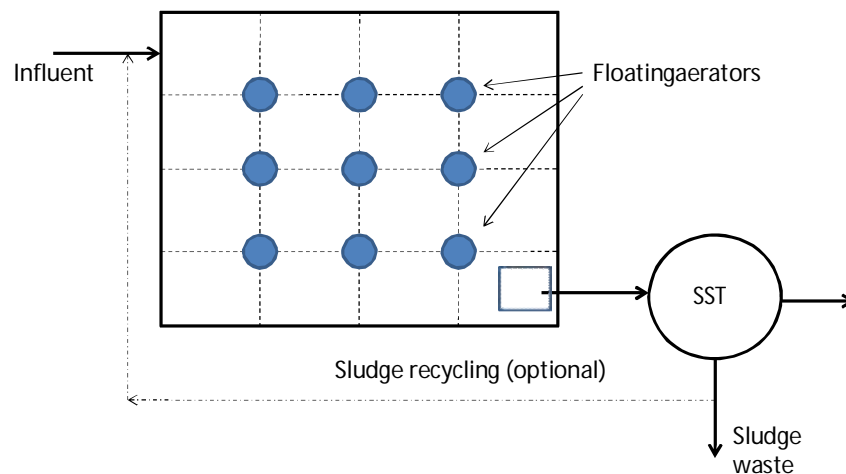 Influent
Floatingaerators
SST
Sludge recycling (optional)
Sludge
waste